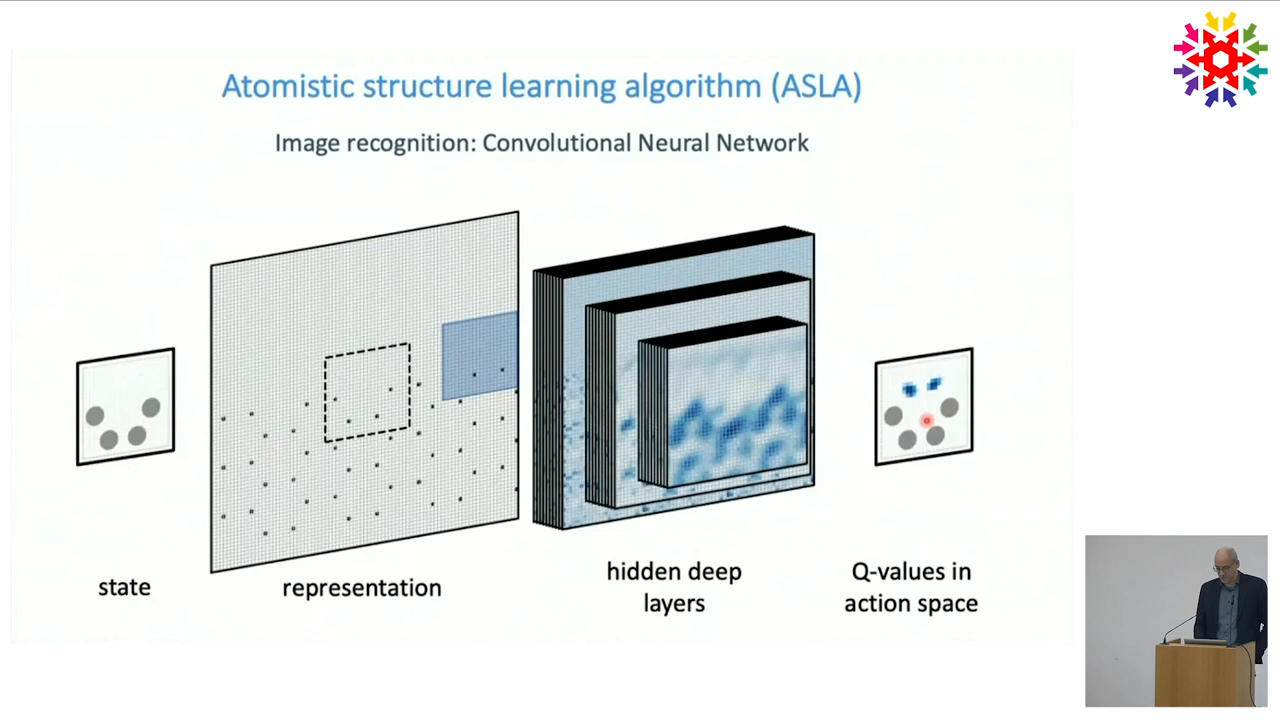 Atomistic structure learning algorithm (ASLA)
Image recognition: Convolutional Neural Network
state
representation
hidden deep
layers
Q-values in
action space